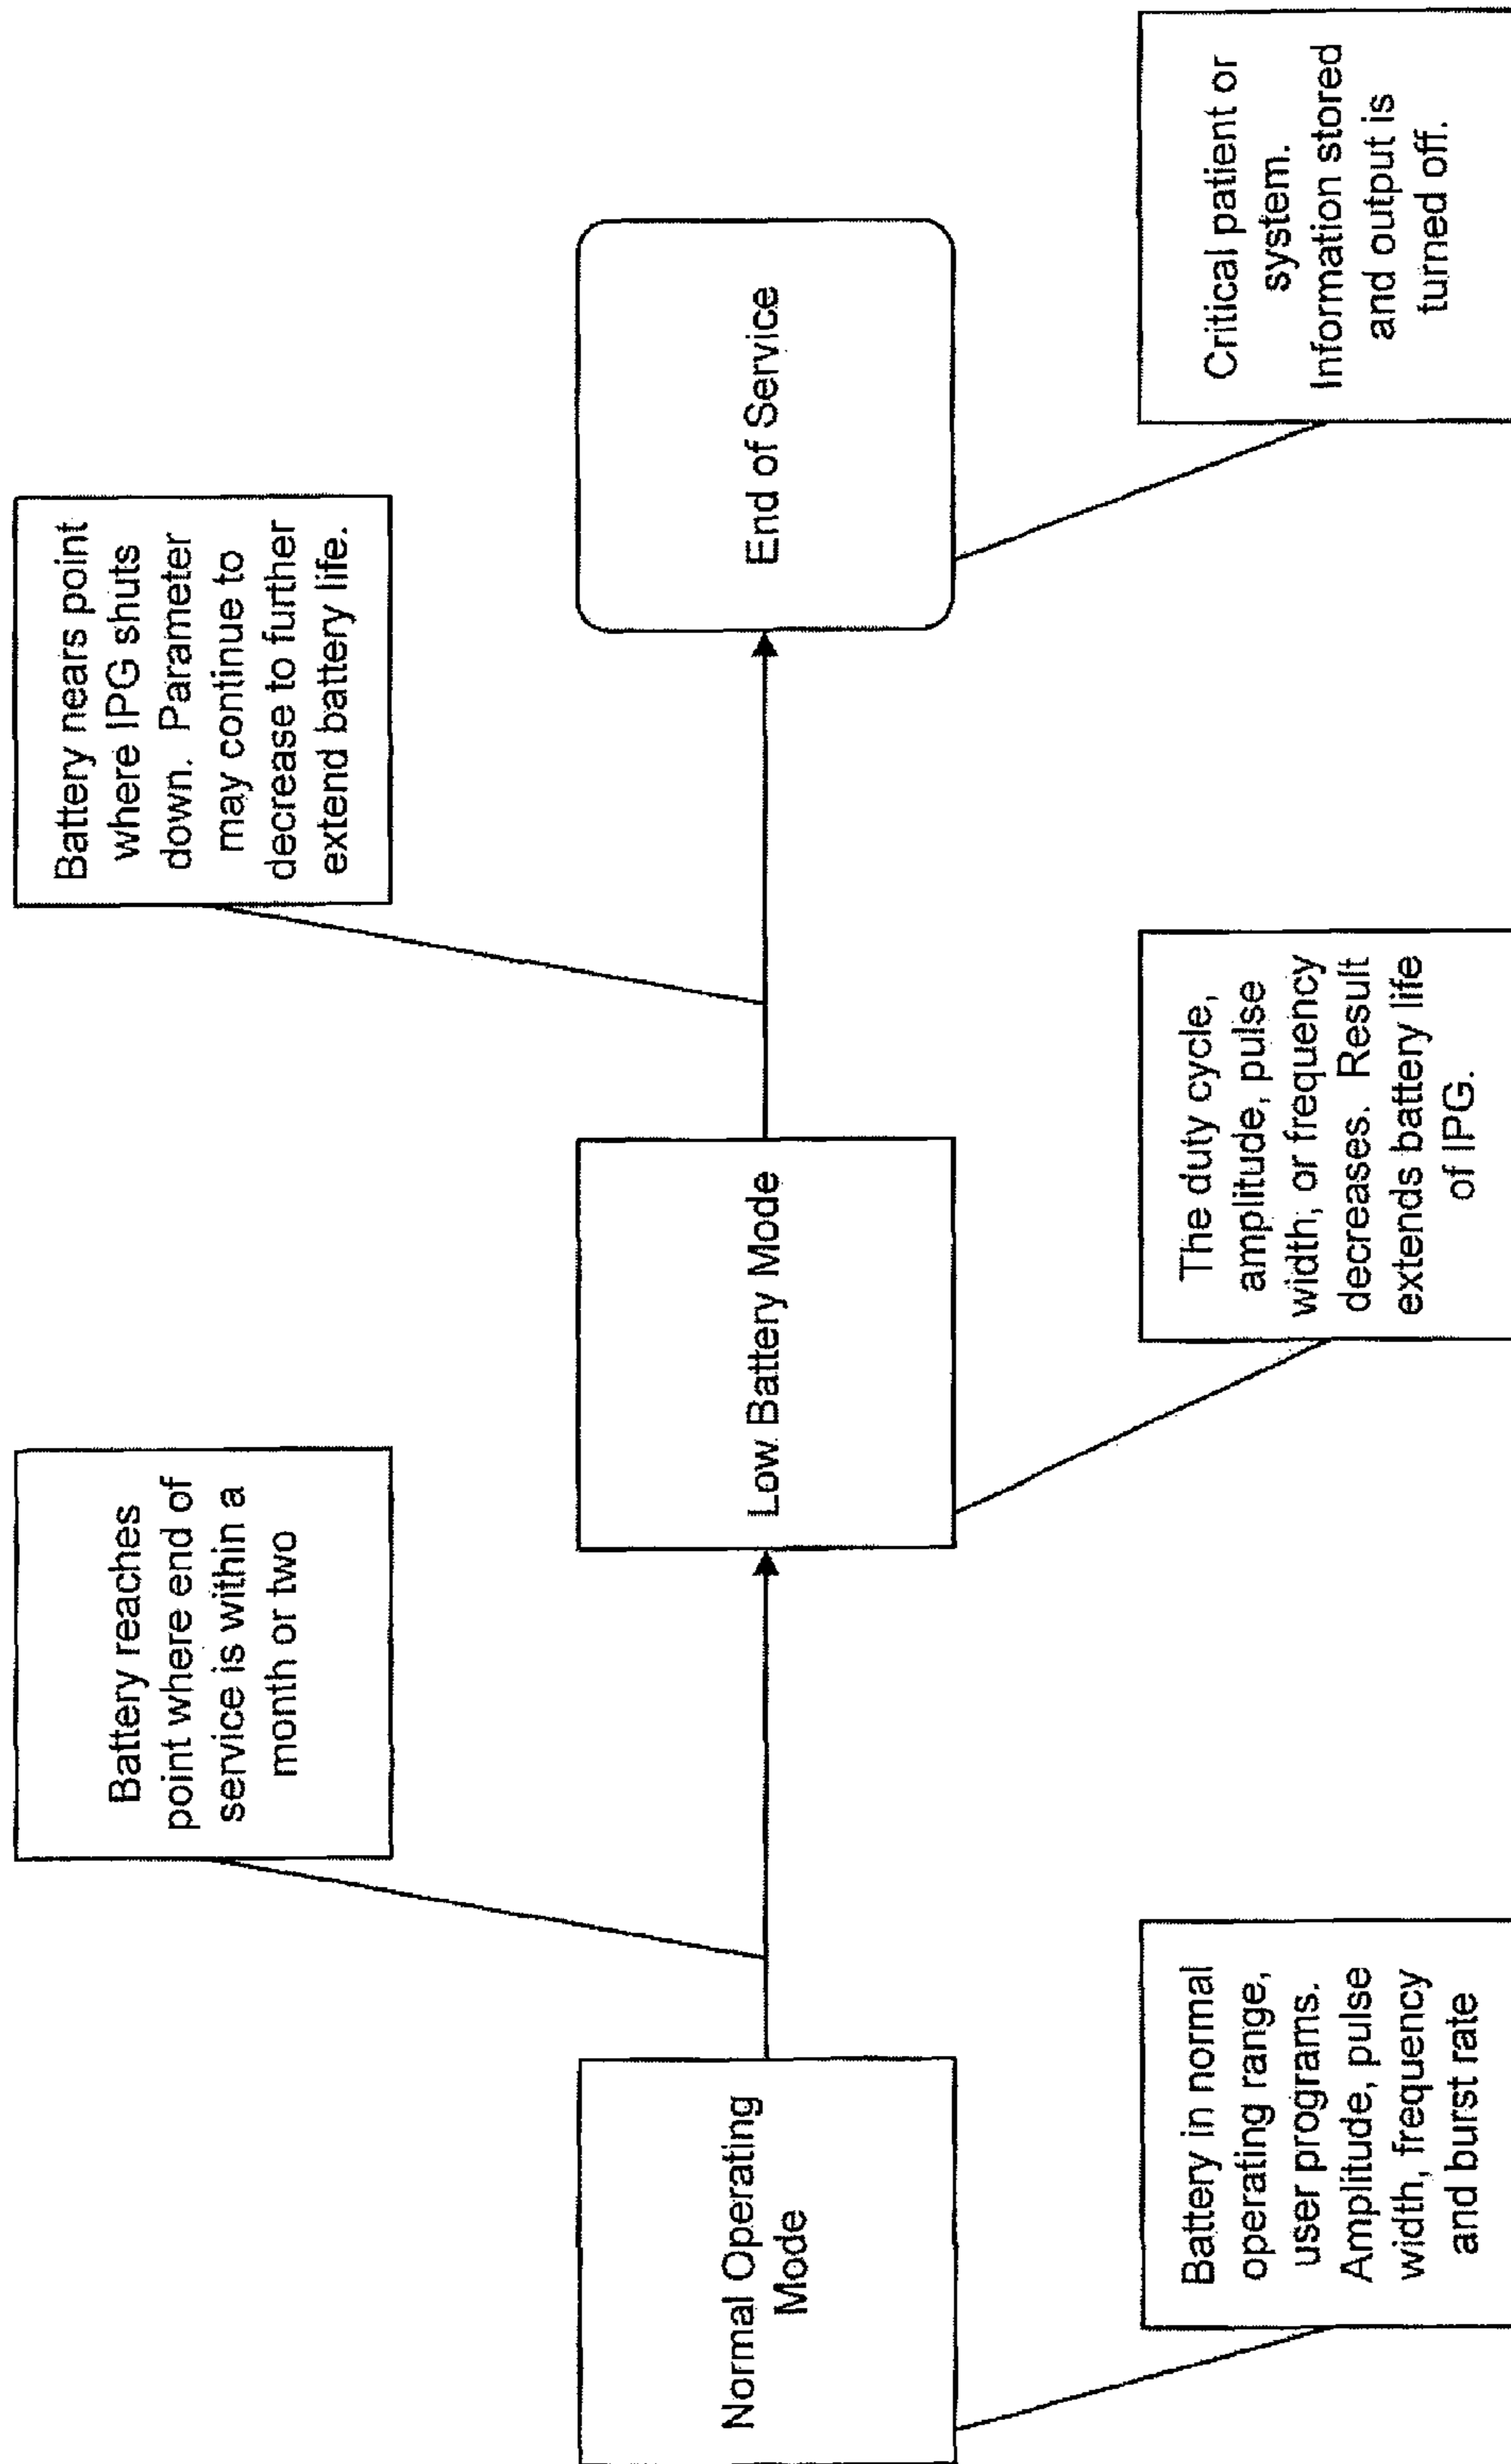 Battery reaches
point where end of
service is within a
month or two
Battery nears point
where IPG shuts
down. Parameter
may continue to
decrease to further
extend battery life.
Normal Operating
Mode
Low Battery Mode
End of Service
Battery in normal
operating range,
user programs.
Amplitude, pulse
width, frequency
and burst rate
The duty cycle,
amplitude, pulse
width, or frequency
decreases. Result
extends battery life
of IPG.
Critical patient or
system.
Information stored
and output is
turned off.